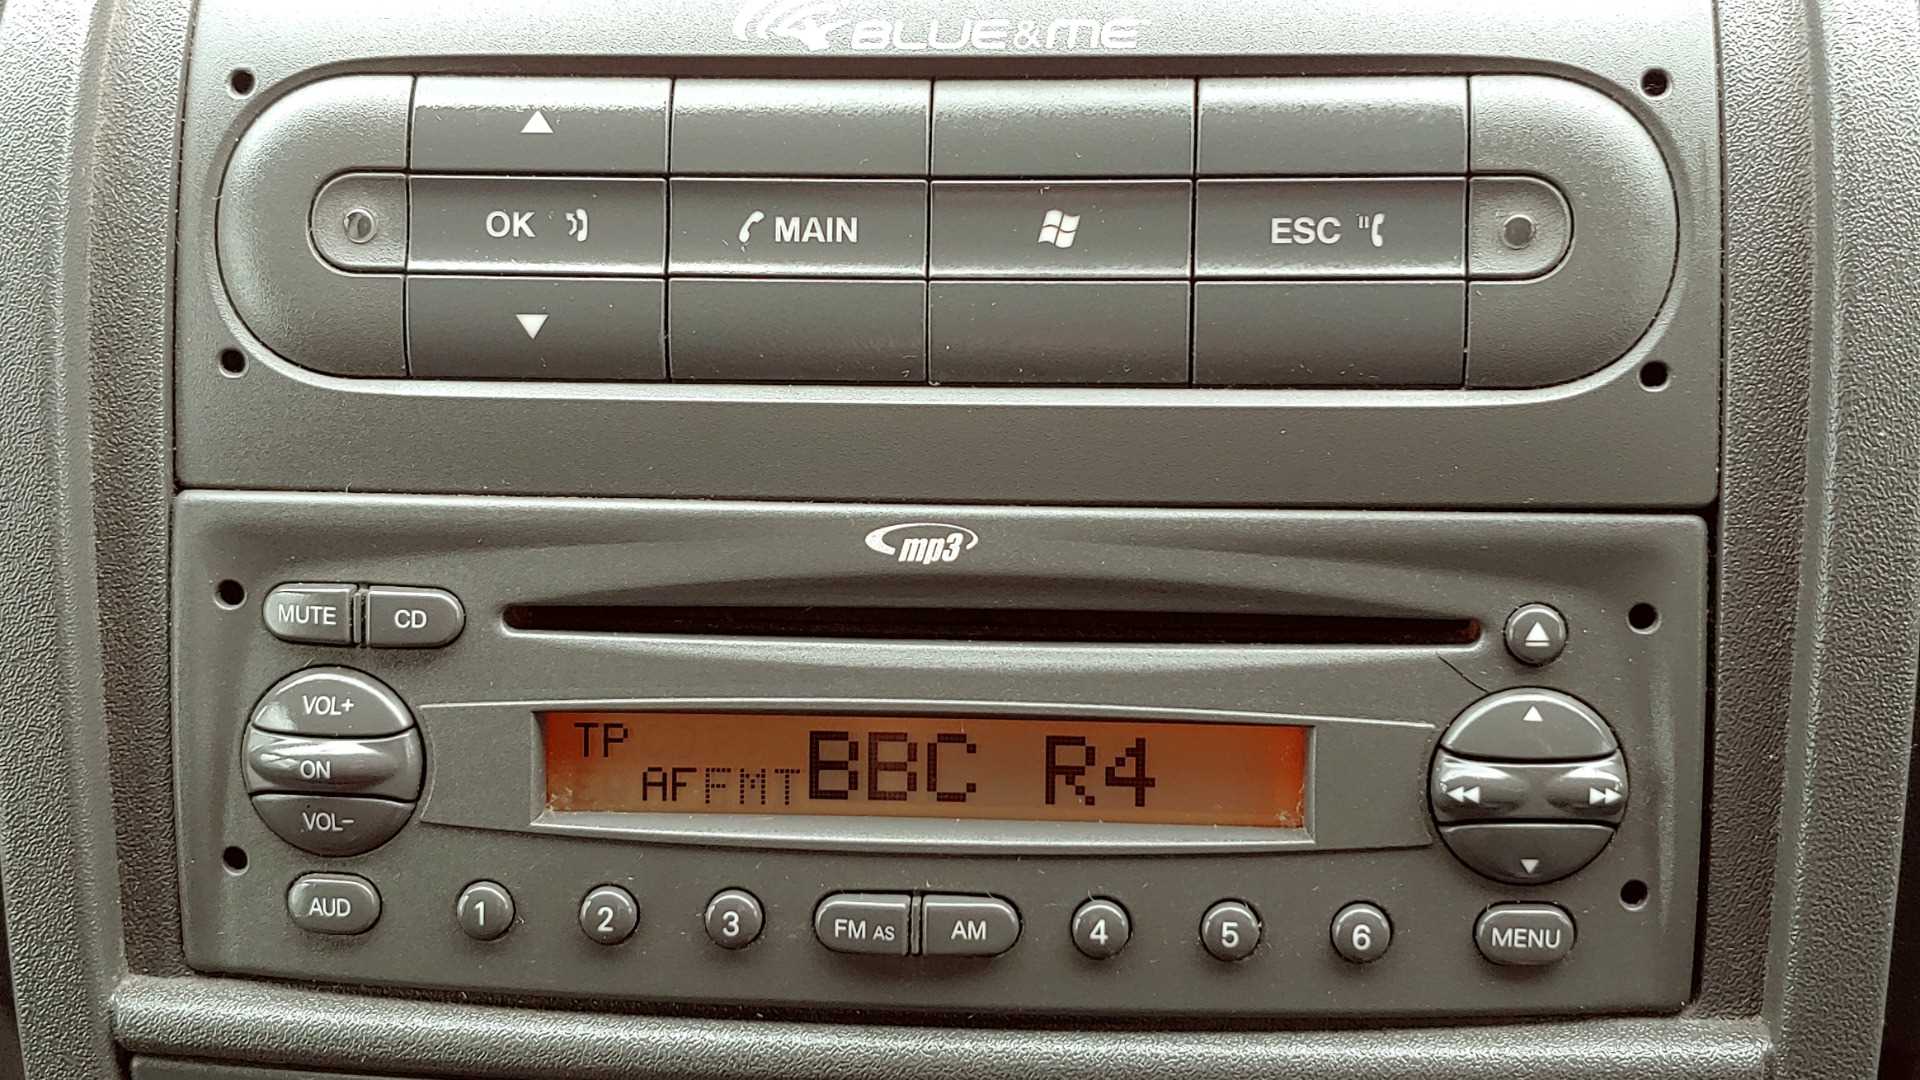 BLUE&ME
OK MAIN ESC
mp3
MUTE CD
VOL+
ON
VOL-
TP
AF FMT BBC R4
AUD 1 2 3 FM AS AM 4 5 6 MENU